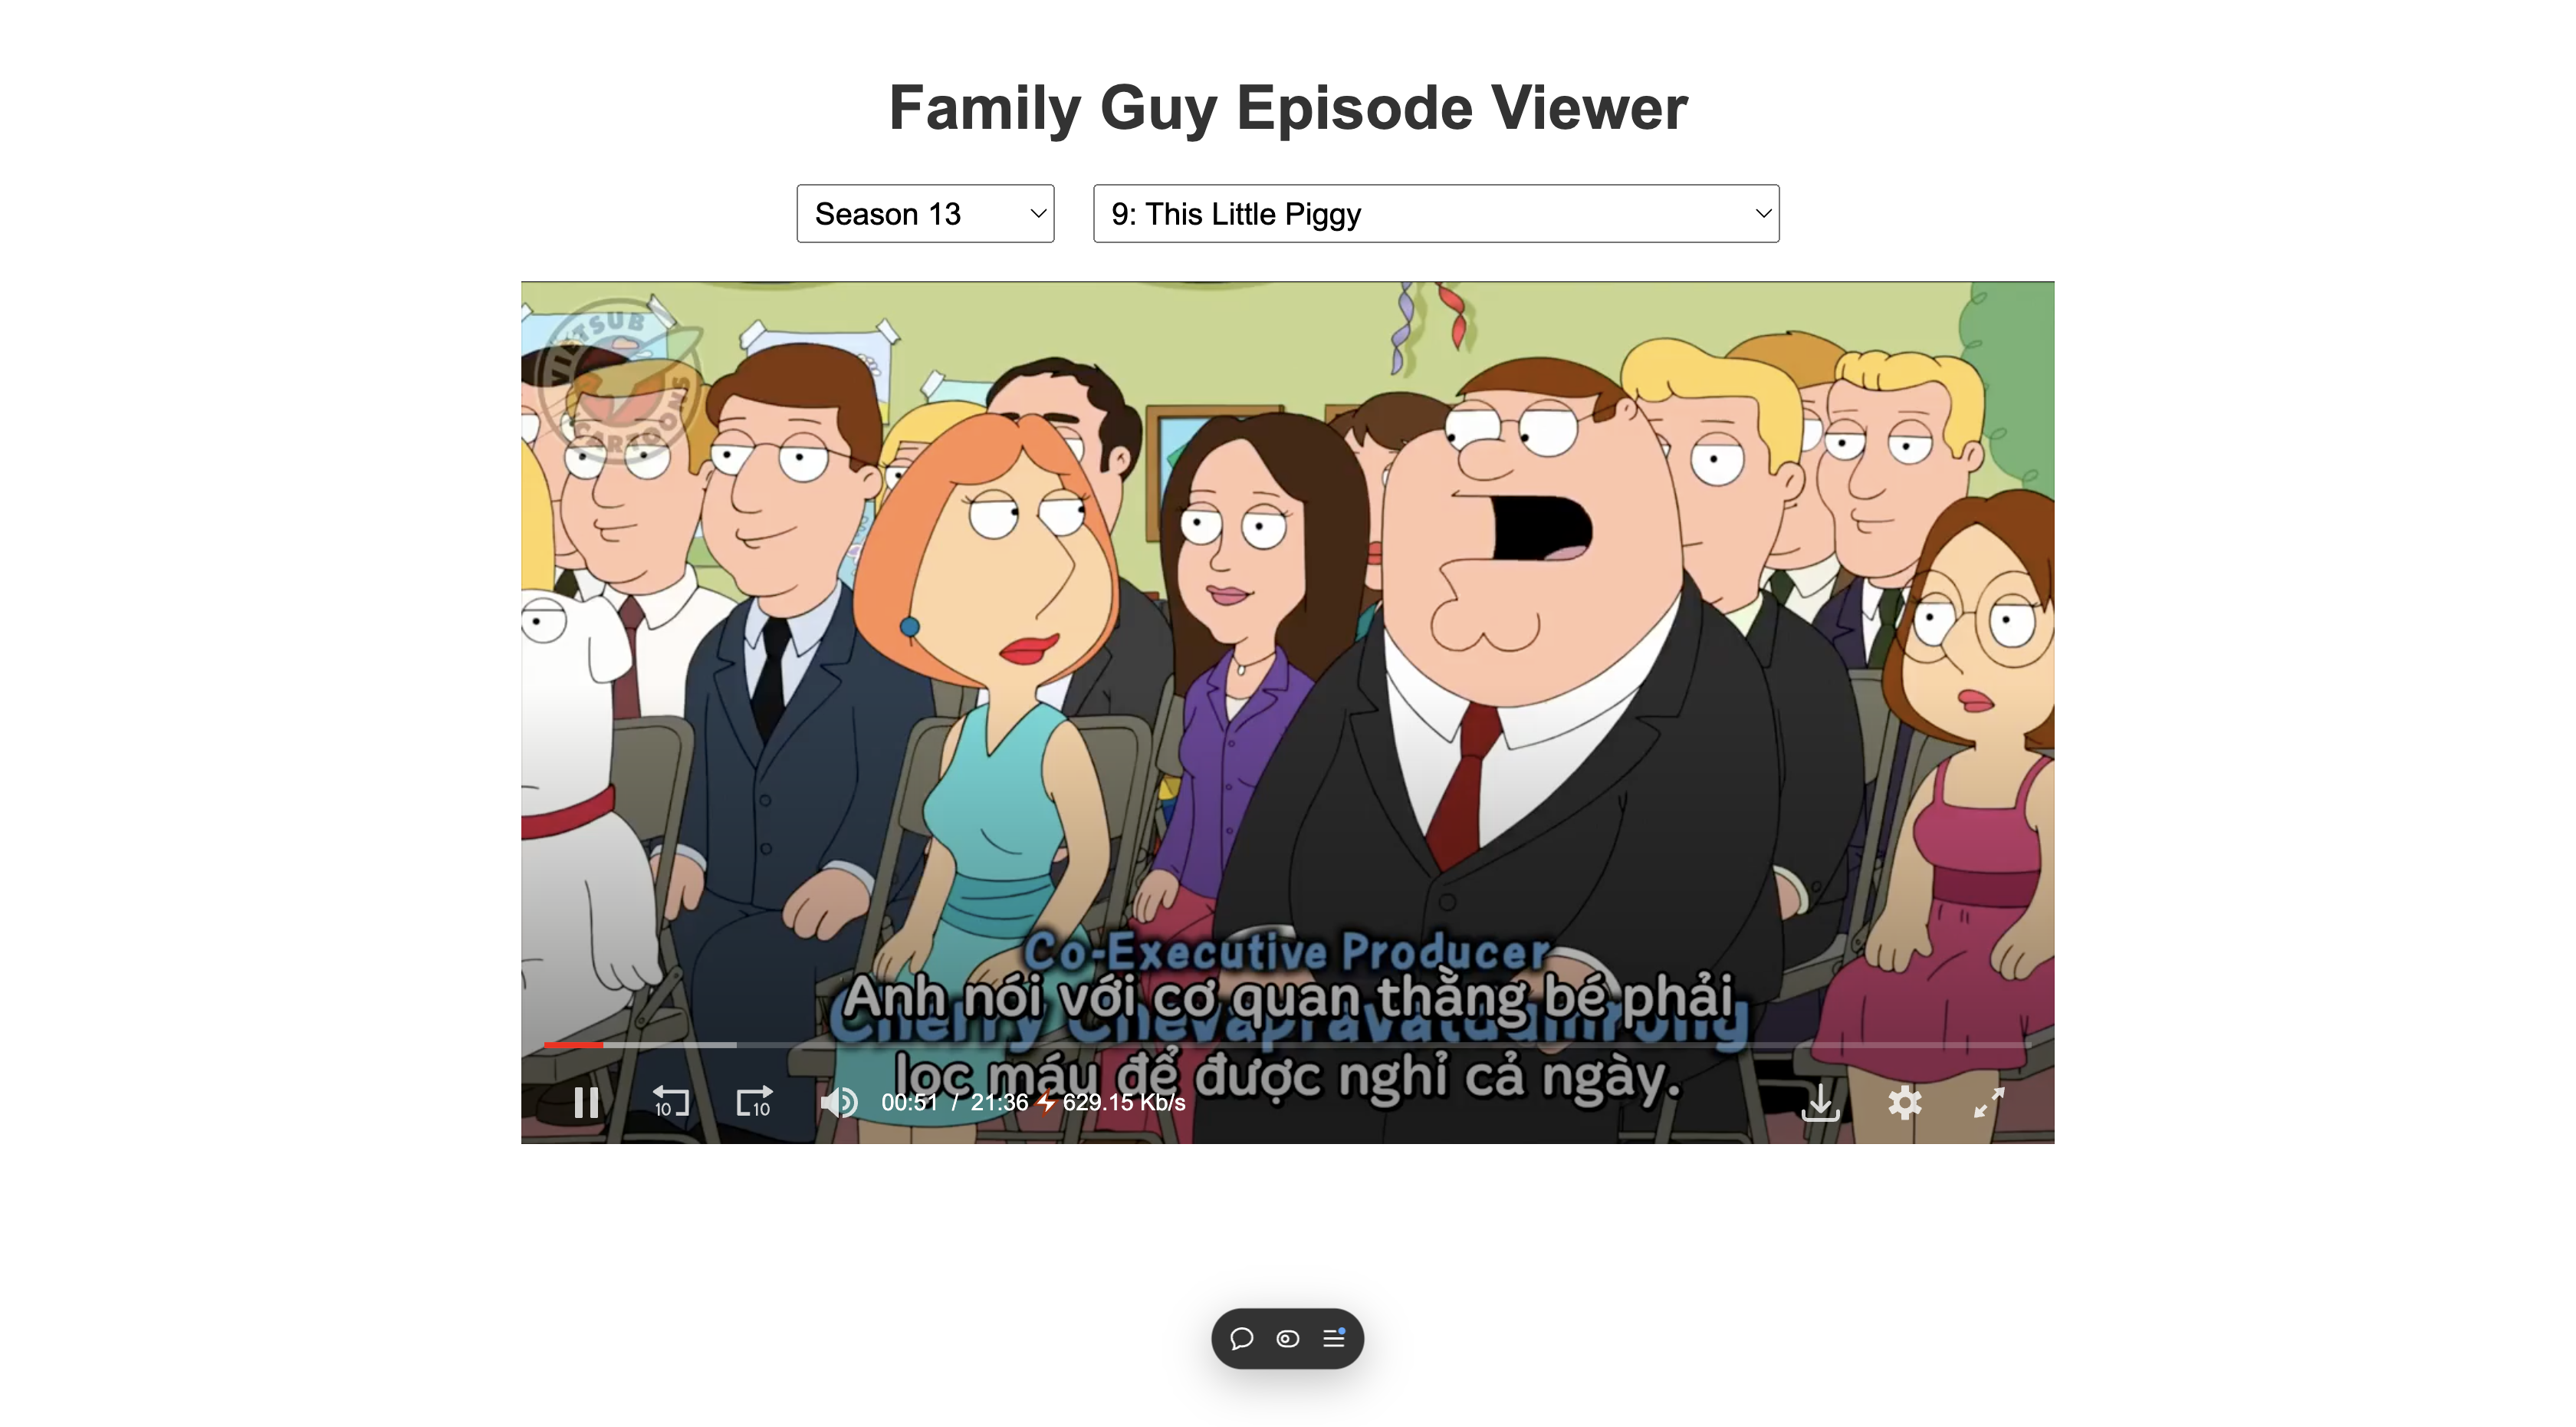 Family Guy Episode Viewer
Season 13
9: This Little Piggy
VIETSUB
CARTOONS
Co-Executive Producer
Anh nói với cơ quan thằng bé phải
Cherry Chevapravatdumrong
lọc máu để được nghỉ cả ngày.
10
10
00:51 / 21:36 629.15 Kb/s